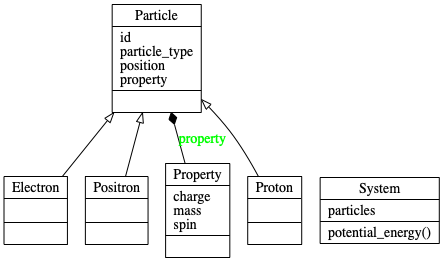 Particle
id
particle_type
position
property
property
Electron
Positron
Property
charge
mass
spin
Proton
System
particles
potential_energy()